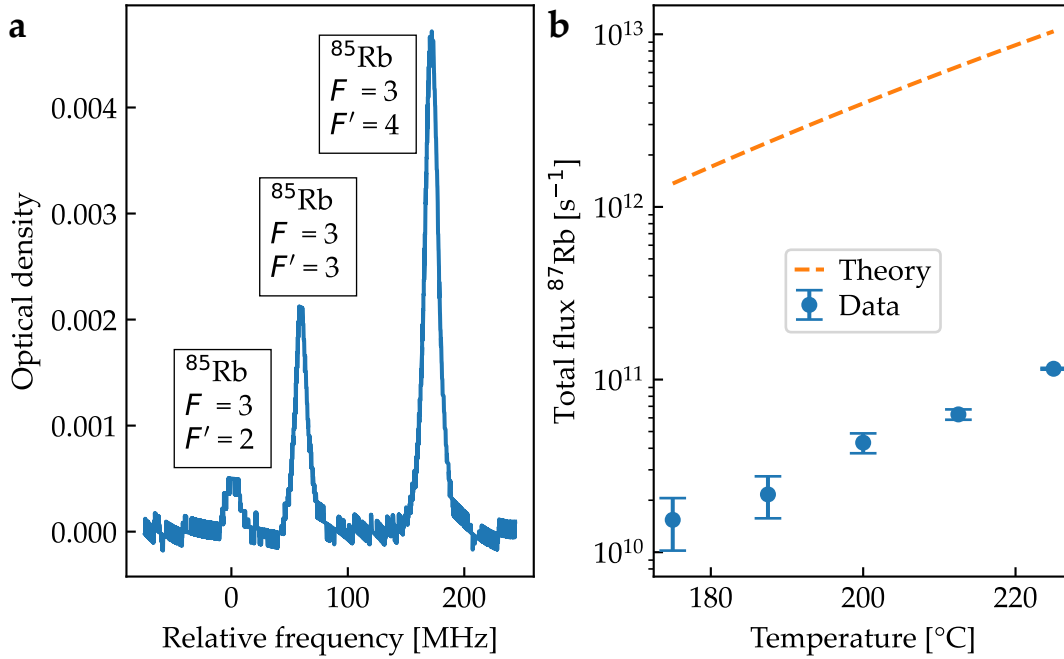 a
⁸⁵Rb
F = 3
F′ = 4
⁸⁵Rb
F = 3
F′ = 3
⁸⁵Rb
F = 3
F′ = 2
0.004
0.003
0.002
0.001
0.000
Optical density
0
100
200
Relative frequency [MHz]
b
10¹³
10¹²
10¹¹
10¹⁰
Total flux ⁸⁷Rb [s⁻¹]
Theory
Data
180
200
220
Temperature [°C]